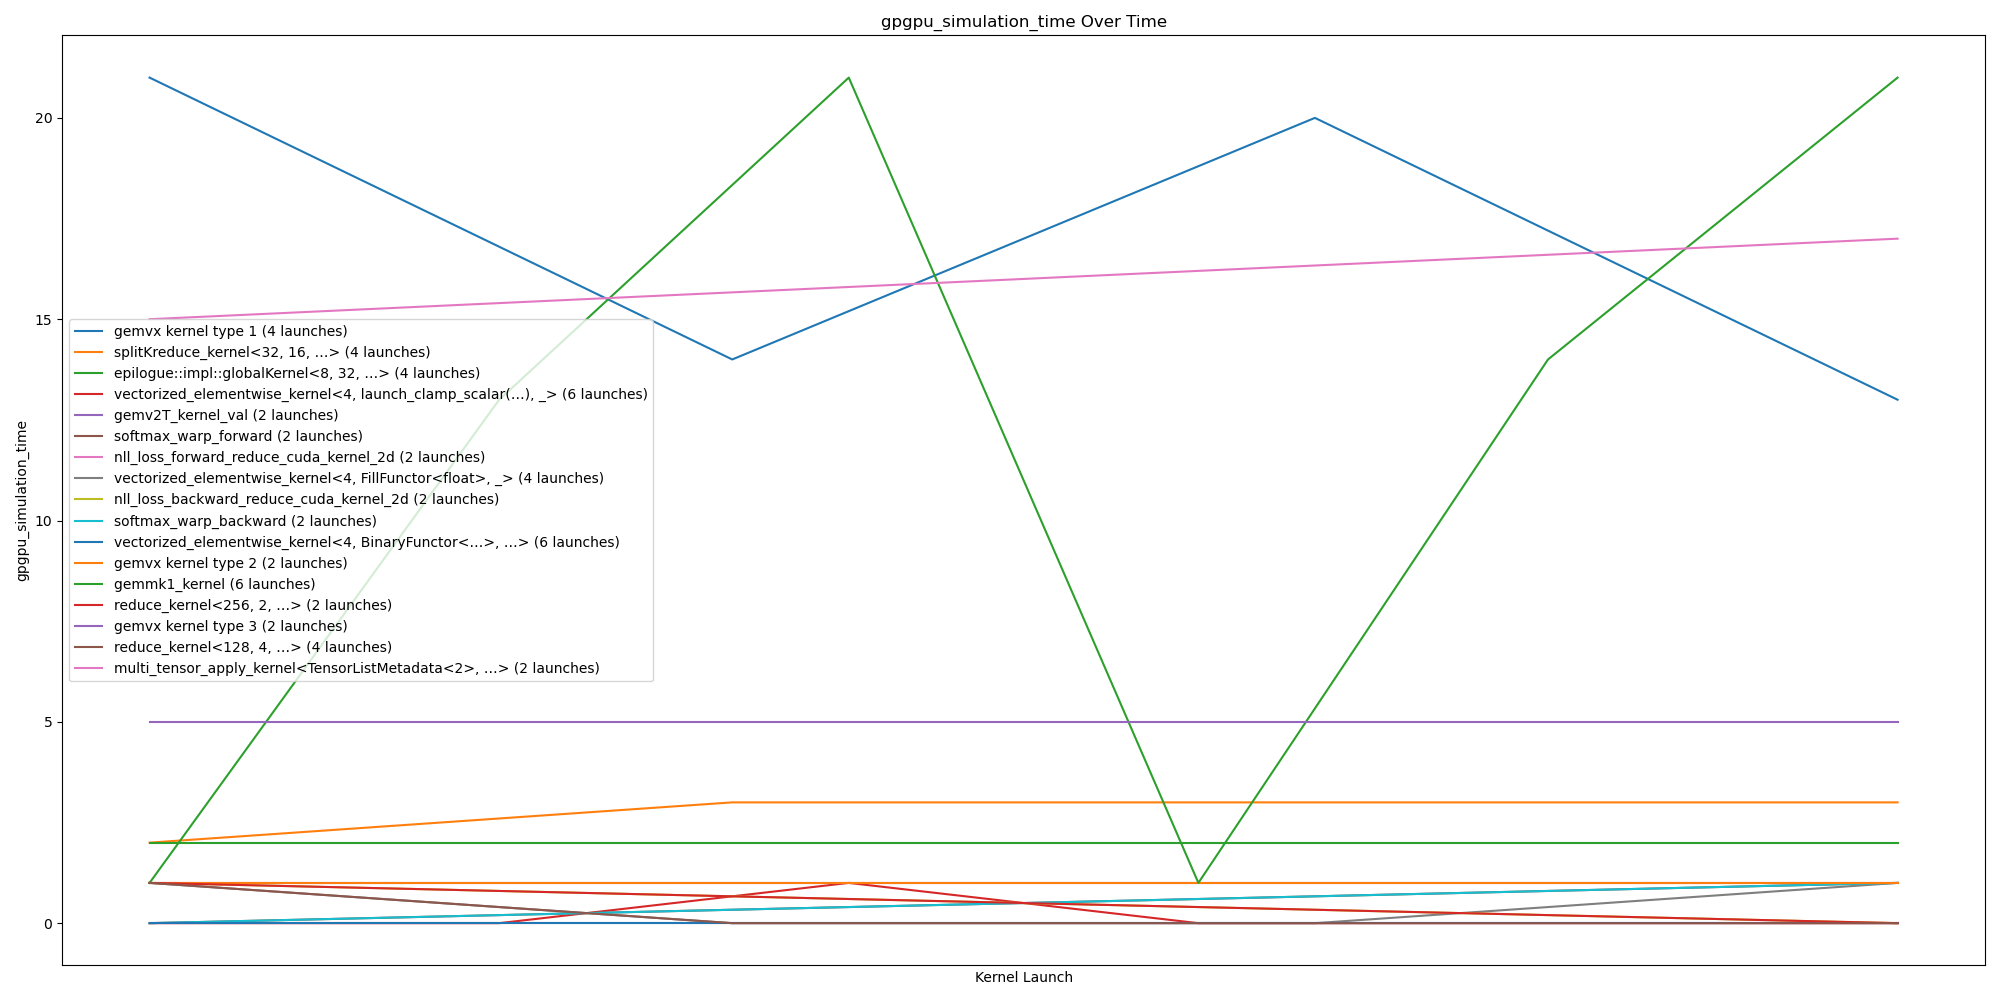 gpgpu_simulation_time Over Time
20
15
10
5
0
gpgpu_simulation_time
gemvx kernel type 1 (4 launches)
splitKreduce_kernel<32, 16, ...> (4 launches)
epilogue::impl::globalKernel<8, 32, ...> (4 launches)
vectorized_elementwise_kernel<4, launch_clamp_scalar(...), _> (6 launches)
gemv2T_kernel_val (2 launches)
softmax_warp_forward (2 launches)
nll_loss_forward_reduce_cuda_kernel_2d (2 launches)
vectorized_elementwise_kernel<4, FillFunctor<float>, _> (4 launches)
nll_loss_backward_reduce_cuda_kernel_2d (2 launches)
softmax_warp_backward (2 launches)
vectorized_elementwise_kernel<4, BinaryFunctor<...>, ...> (6 launches)
gemvx kernel type 2 (2 launches)
gemmk1_kernel (6 launches)
reduce_kernel<256, 2, ...> (2 launches)
gemvx kernel type 3 (2 launches)
reduce_kernel<128, 4, ...> (4 launches)
multi_tensor_apply_kernel<TensorListMetadata<2>, ...> (2 launches)
Kernel Launch